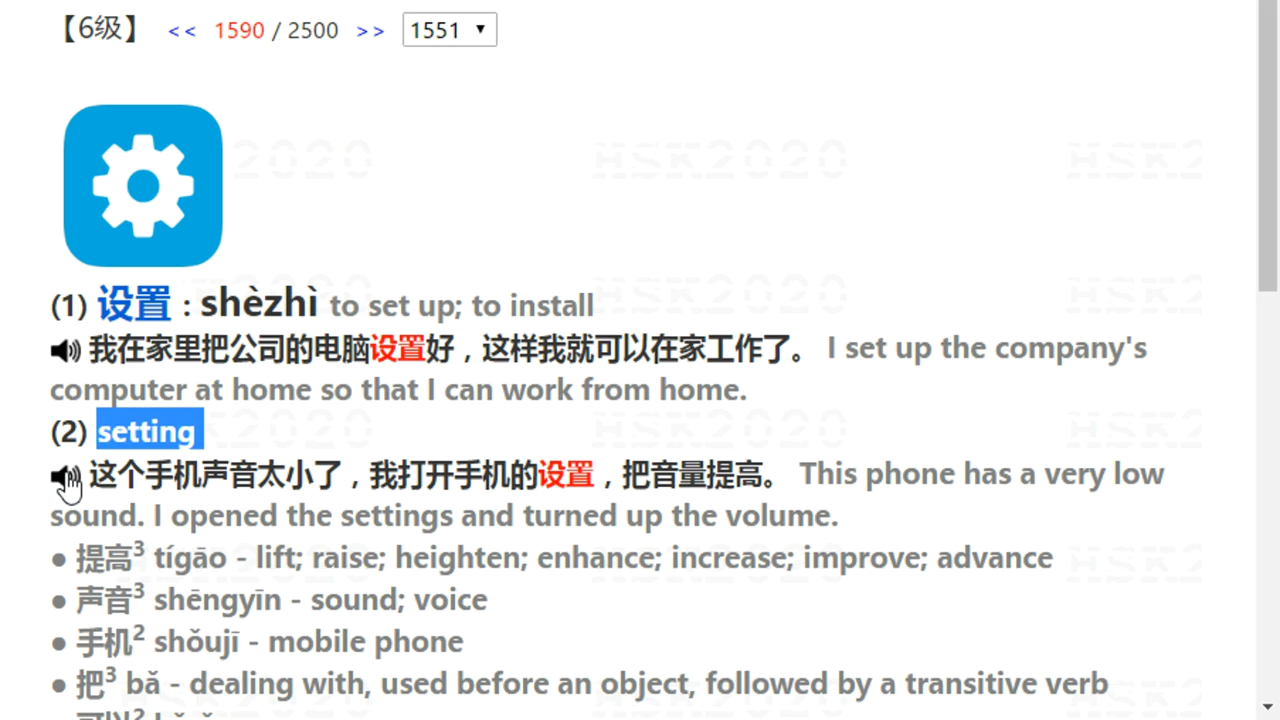 【6级】 << 1590 / 2500 >> 1551
HSK2020
(1) 设置 : shèzhì to set up; to install
我在家里把公司的电脑设置好，这样我就可以在家工作了。 I set up the company's
computer at home so that I can work from home.
(2) setting
这个手机声音太小了，我打开手机的设置，把音量提高。 This phone has a very low
sound. I opened the settings and turned up the volume.
● 提高3 tígāo - lift; raise; heighten; enhance; increase; improve; advance
● 声音3 shēngyīn - sound; voice
● 手机2 shǒujī - mobile phone
● 把3 bǎ - dealing with, used before an object, followed by a transitive verb